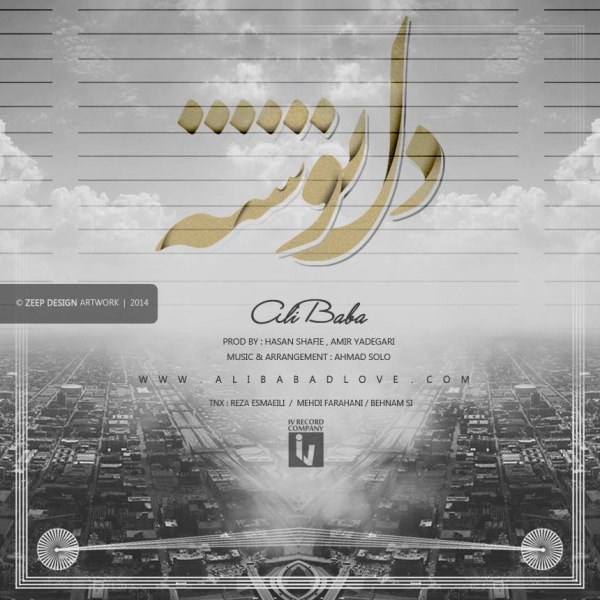 دل نوشته
© ZEEP DESIGN ARTWORK | 2014
Ali Baba
PROD BY : HASAN SHAFIE , AMIR YADEGARI
MUSIC & ARRANGEMENT : AHMAD SOLO
WWW.ALIBABADLOVE.COM
TNX : REZA ESMAEILI / MEHDI FARAHANI / BEHNAM SI
IV RECORD
COMPANY
iv